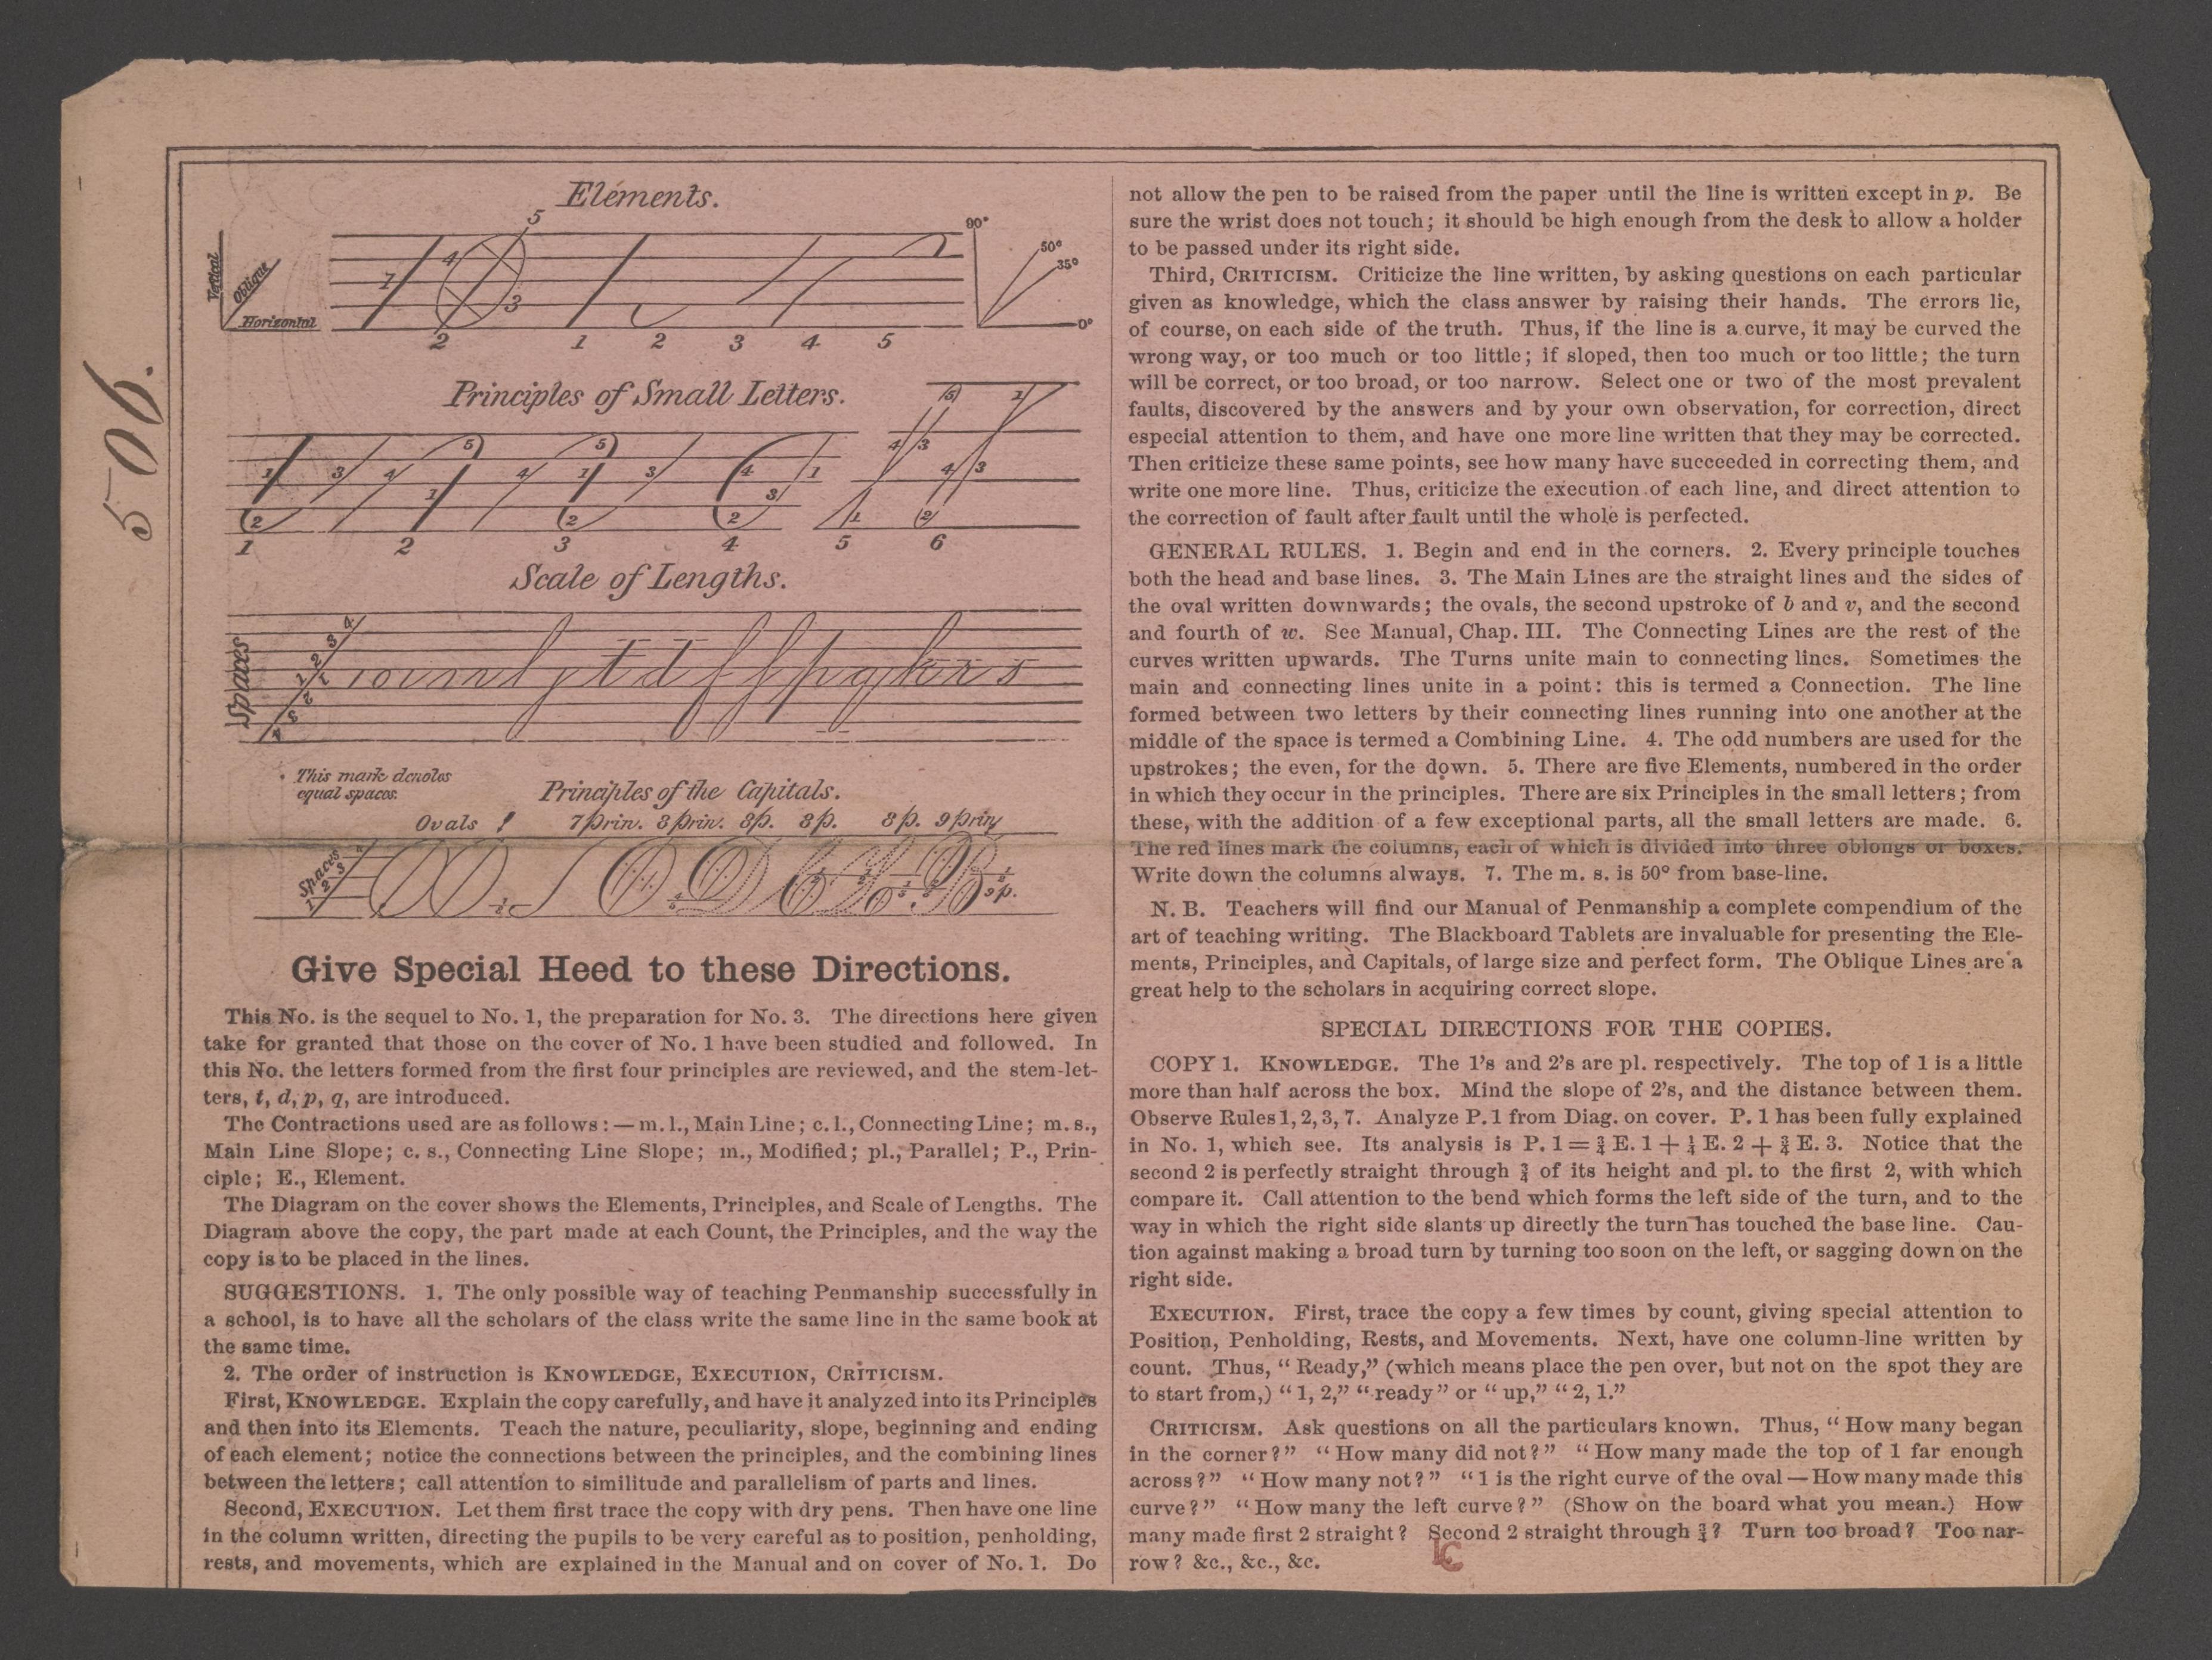 5 06.
Elements.
5
90°
4
50°
35°
Vertical
Oblique
1
3
Horizontal
0°
2 1 2 3 4 5
Principles of Small Letters.
5 1
5 5 4 3
1 3 4 1 4 1 3 4 3 1 4 3
2 2 2 1 2
1 2 3 4 5 6
Scale of Lengths.
Spaces
4
3
2
1
1
2
3
4
This mark denotes
equal spaces.
Principles of the Capitals.
Ovals 7 Prin. 8 Prin. 8 p. 8 p. 8 p. 9 Prin
Spaces
1 2 3
9 p.
Give Special Heed to these Directions.
This No. is the sequel to No. 1, the preparation for No. 3. The directions here given
take for granted that those on the cover of No. 1 have been studied and followed. In
this No. the letters formed from the first four principles are reviewed, and the stem-let-
ters, t, d, p, q, are introduced.
The Contractions used are as follows: — m. l., Main Line; c. l., Connecting Line; m. s.,
Main Line Slope; c. s., Connecting Line Slope; m., Modified; pl., Parallel; P., Prin-
ciple; E., Element.
The Diagram on the cover shows the Elements, Principles, and Scale of Lengths. The
Diagram above the copy, the part made at each Count, the Principles, and the way the
copy is to be placed in the lines.
SUGGESTIONS. 1. The only possible way of teaching Penmanship successfully in
a school, is to have all the scholars of the class write the same line in the same book at
the same time.
2. The order of instruction is KNOWLEDGE, EXECUTION, CRITICISM.
First, KNOWLEDGE. Explain the copy carefully, and have it analyzed into its Principles
and then into its Elements. Teach the nature, peculiarity, slope, beginning and ending
of each element; notice the connections between the principles, and the combining lines
between the letters; call attention to similitude and parallelism of parts and lines.
Second, EXECUTION. Let them first trace the copy with dry pens. Then have one line
in the column written, directing the pupils to be very careful as to position, penholding,
rests, and movements, which are explained in the Manual and on cover of No. 1. Do
not allow the pen to be raised from the paper until the line is written except in p. Be
sure the wrist does not touch; it should be high enough from the desk to allow a holder
to be passed under its right side.
Third, CRITICISM. Criticize the line written, by asking questions on each particular
given as knowledge, which the class answer by raising their hands. The errors lie,
of course, on each side of the truth. Thus, if the line is a curve, it may be curved the
wrong way, or too much or too little; if sloped, then too much or too little; the turn
will be correct, or too broad, or too narrow. Select one or two of the most prevalent
faults, discovered by the answers and by your own observation, for correction, direct
especial attention to them, and have one more line written that they may be corrected.
Then criticize these same points, see how many have succeeded in correcting them, and
write one more line. Thus, criticize the execution of each line, and direct attention to
the correction of fault after fault until the whole is perfected.
GENERAL RULES. 1. Begin and end in the corners. 2. Every principle touches
both the head and base lines. 3. The Main Lines are the straight lines and the sides of
the oval written downwards; the ovals, the second upstroke of b and v, and the second
and fourth of w. See Manual, Chap. III. The Connecting Lines are the rest of the
curves written upwards. The Turns unite main to connecting lines. Sometimes the
main and connecting lines unite in a point: this is termed a Connection. The line
formed between two letters by their connecting lines running into one another at the
middle of the space is termed a Combining Line. 4. The odd numbers are used for the
upstrokes; the even, for the down. 5. There are five Elements, numbered in the order
in which they occur in the principles. There are six Principles in the small letters; from
these, with the addition of a few exceptional parts, all the small letters are made. 6.
The red lines mark the columns, each of which is divided into three oblongs or boxes.
Write down the columns always. 7. The m. s. is 50° from base-line.
N. B. Teachers will find our Manual of Penmanship a complete compendium of the
art of teaching writing. The Blackboard Tablets are invaluable for presenting the Ele-
ments, Principles, and Capitals, of large size and perfect form. The Oblique Lines are a
great help to the scholars in acquiring correct slope.
SPECIAL DIRECTIONS FOR THE COPIES.
COPY 1. KNOWLEDGE. The 1's and 2's are pl. respectively. The top of 1 is a little
more than half across the box. Mind the slope of 2's, and the distance between them.
Observe Rules 1, 2, 3, 7. Analyze P. 1 from Diag. on cover. P. 1 has been fully explained
in No. 1, which see. Its analysis is P. 1 = ¾ E. 1 + ¼ E. 2 + ¾ E. 3. Notice that the
second 2 is perfectly straight through ¾ of its height and pl. to the first 2, with which
compare it. Call attention to the bend which forms the left side of the turn, and to the
way in which the right side slants up directly the turn has touched the base line. Cau-
tion against making a broad turn by turning too soon on the left, or sagging down on the
right side.
EXECUTION. First, trace the copy a few times by count, giving special attention to
Position, Penholding, Rests, and Movements. Next, have one column-line written by
count. Thus, "Ready," (which means place the pen over, but not on the spot they are
to start from,) "1, 2," "ready" or "up," "2, 1."
CRITICISM. Ask questions on all the particulars known. Thus, "How many began
in the corner?" "How many did not?" "How many made the top of 1 far enough
across?" "How many not?" "1 is the right curve of the oval — How many made this
curve?" "How many the left curve?" (Show on the board what you mean.) How
many made first 2 straight? Second 2 straight through ¾? Turn too broad? Too nar-
row? &c., &c., &c.
LC